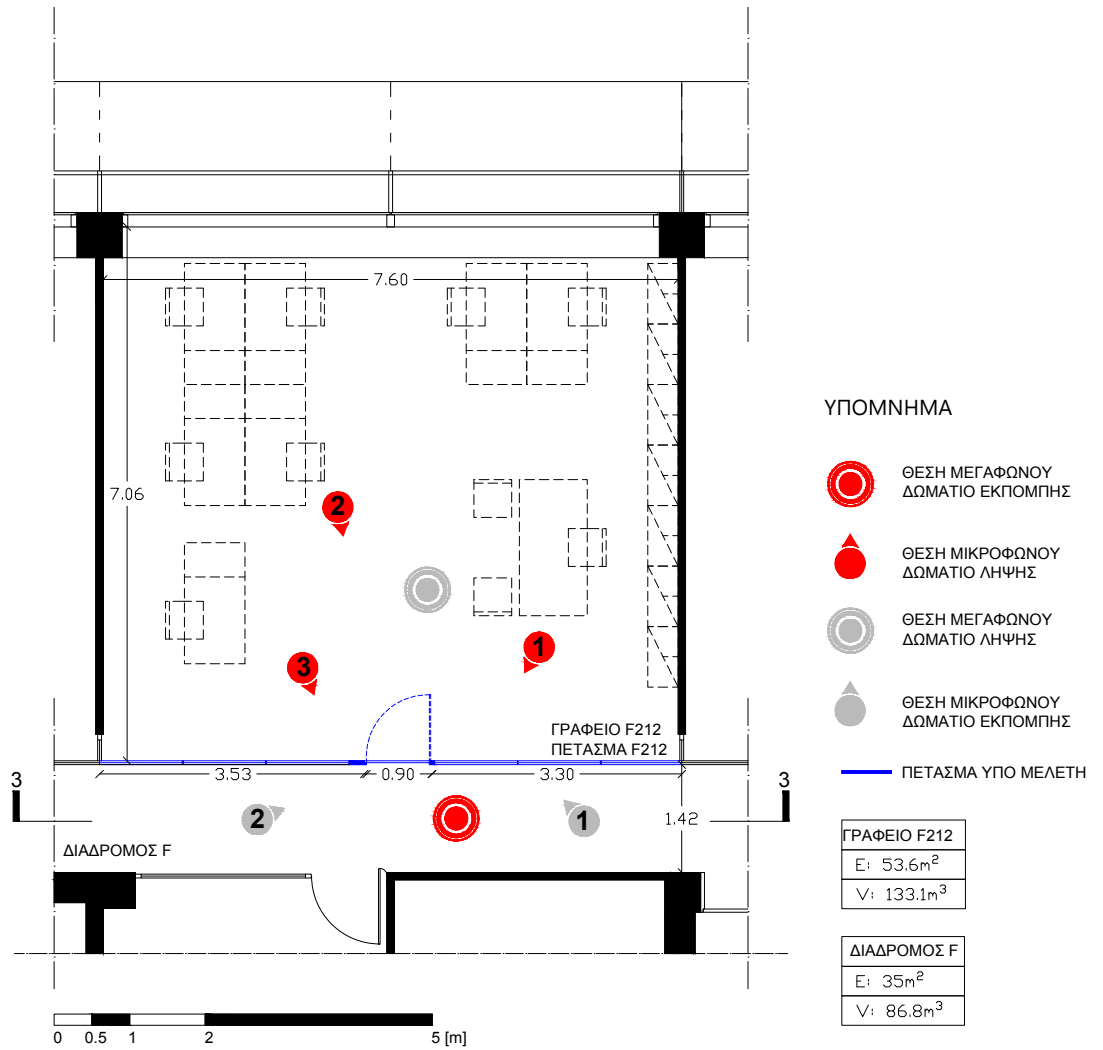 7.60
7.06
2
3
1
ΓΡΑΦΕΙΟ F212
ΠΕΤΑΣΜΑ F212
3.53
0.90
3.30
3
3
2
1
1.42
ΔΙΑΔΡΟΜΟΣ F
0 0.5 1 2 5 [m]
ΥΠΟΜΝΗΜΑ
ΘΕΣΗ ΜΕΓΑΦΩΝΟΥ
ΔΩΜΑΤΙΟ ΕΚΠΟΜΠΗΣ
ΘΕΣΗ ΜΙΚΡΟΦΩΝΟΥ
ΔΩΜΑΤΙΟ ΛΗΨΗΣ
ΘΕΣΗ ΜΕΓΑΦΩΝΟΥ
ΔΩΜΑΤΙΟ ΛΗΨΗΣ
ΘΕΣΗ ΜΙΚΡΟΦΩΝΟΥ
ΔΩΜΑΤΙΟ ΕΚΠΟΜΠΗΣ
ΠΕΤΑΣΜΑ ΥΠΟ ΜΕΛΕΤΗ
ΓΡΑΦΕΙΟ F212
E: 53.6m²
V: 133.1m³
ΔΙΑΔΡΟΜΟΣ F
E: 35m²
V: 86.8m³